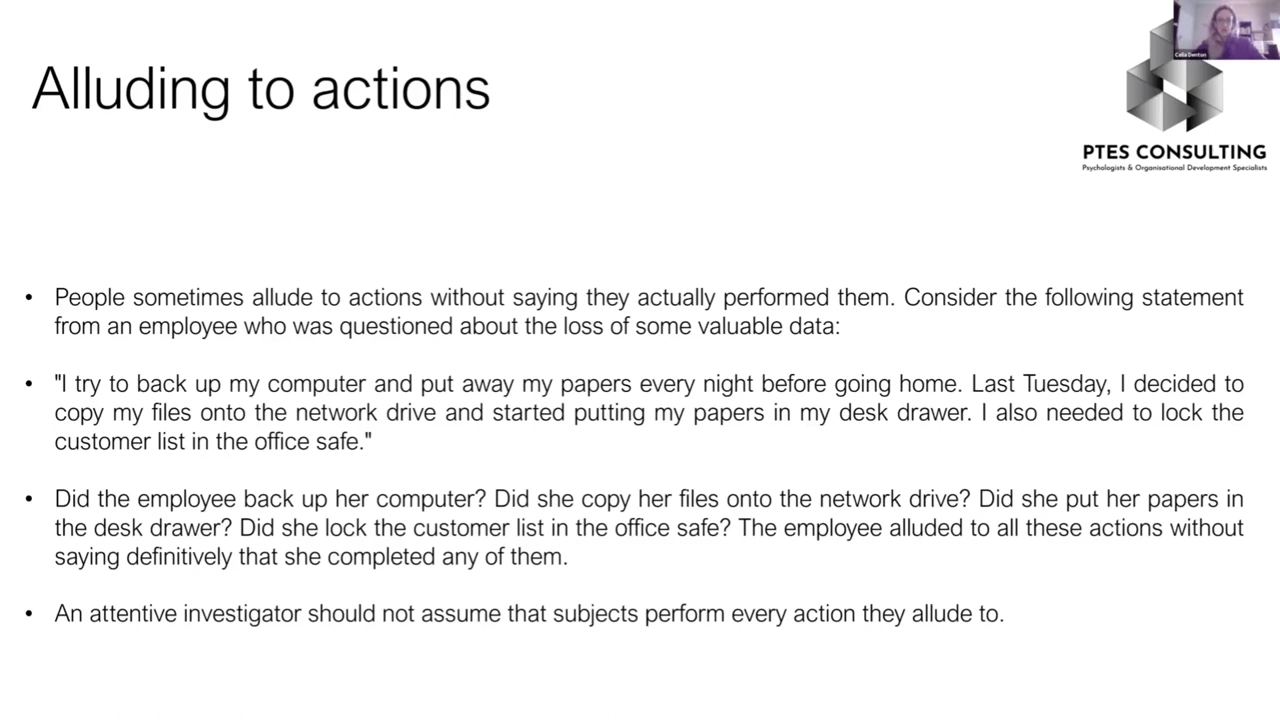 Celia Denton
Alluding to actions
PTES CONSULTING
Psychologists & Organisational Development Specialists
• People sometimes allude to actions without saying they actually performed them. Consider the following statement
from an employee who was questioned about the loss of some valuable data:
• "I try to back up my computer and put away my papers every night before going home. Last Tuesday, I decided to
copy my files onto the network drive and started putting my papers in my desk drawer. I also needed to lock the
customer list in the office safe."
• Did the employee back up her computer? Did she copy her files onto the network drive? Did she put her papers in
the desk drawer? Did she lock the customer list in the office safe? The employee alluded to all these actions without
saying definitively that she completed any of them.
• An attentive investigator should not assume that subjects perform every action they allude to.